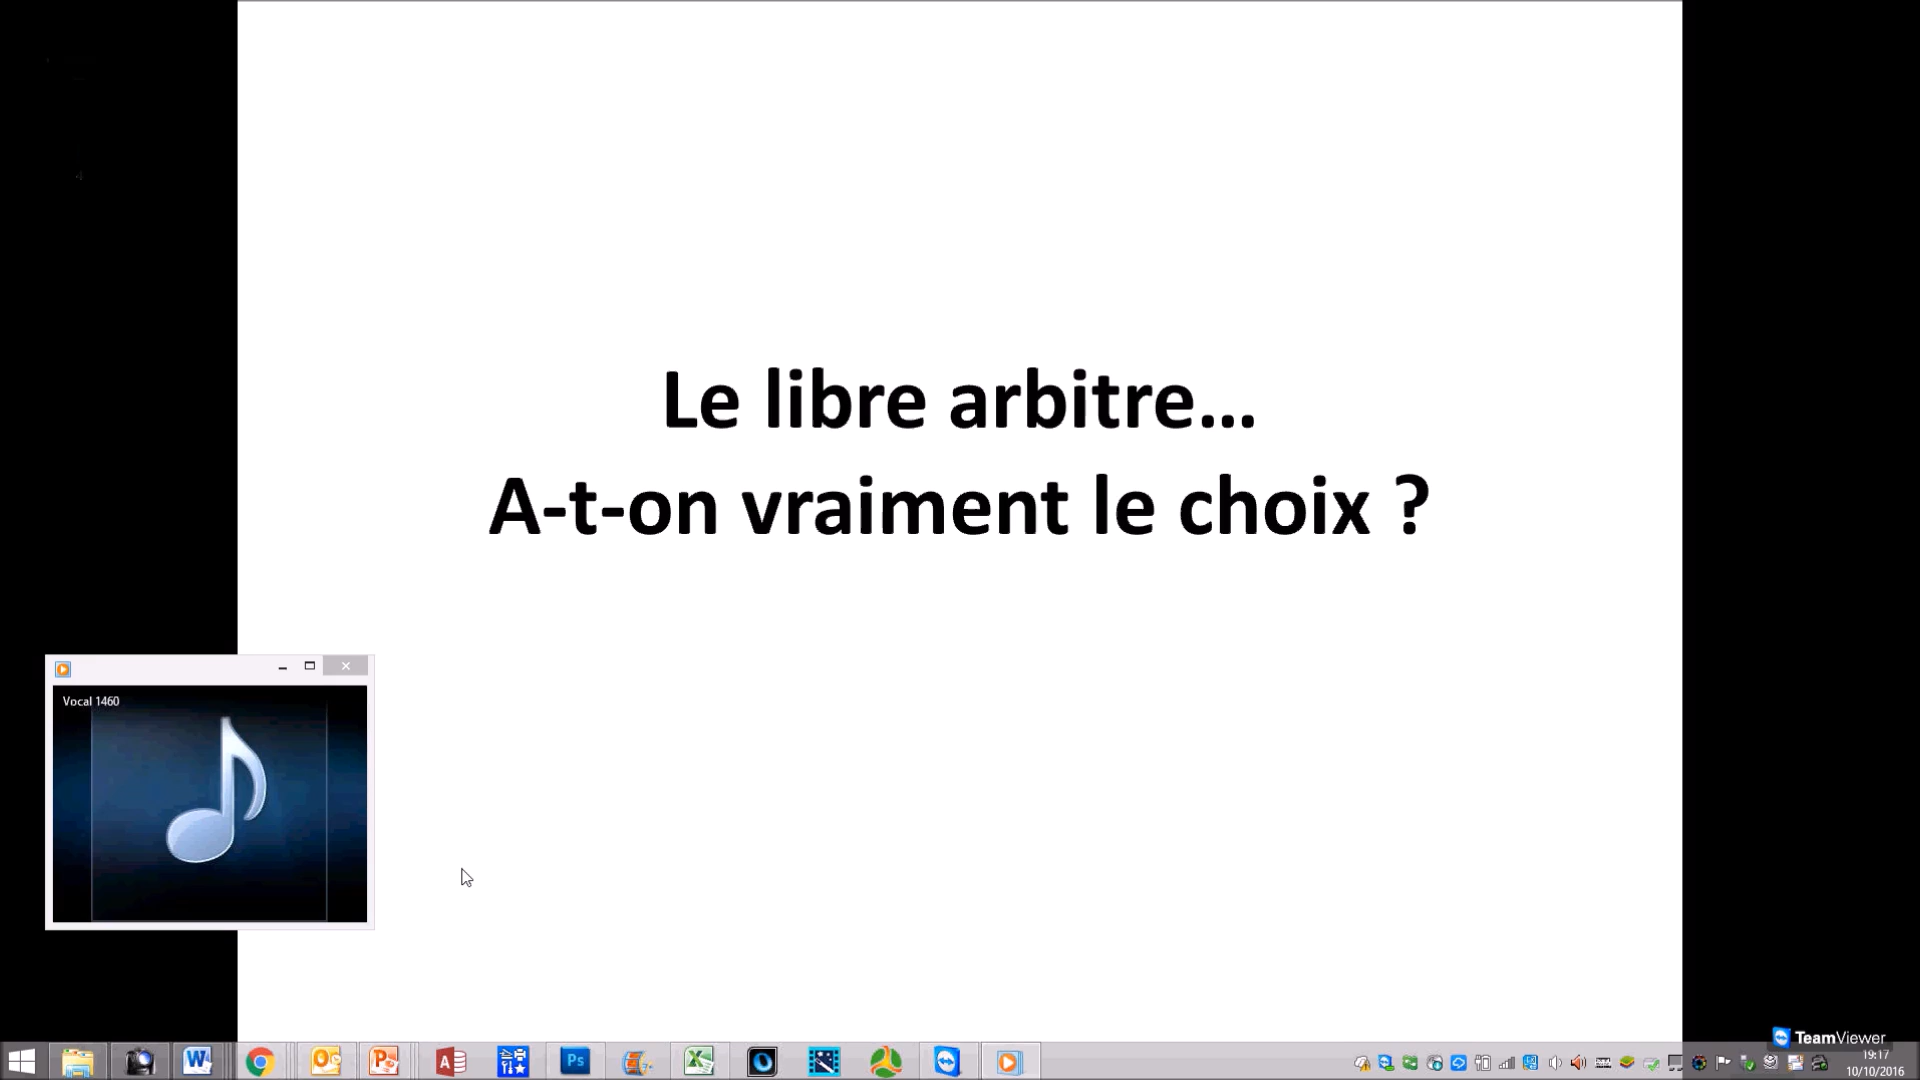 Le libre arbitre...
A-t-on vraiment le choix ?
Vocal 1460
TeamViewer
19:17
10/10/2016